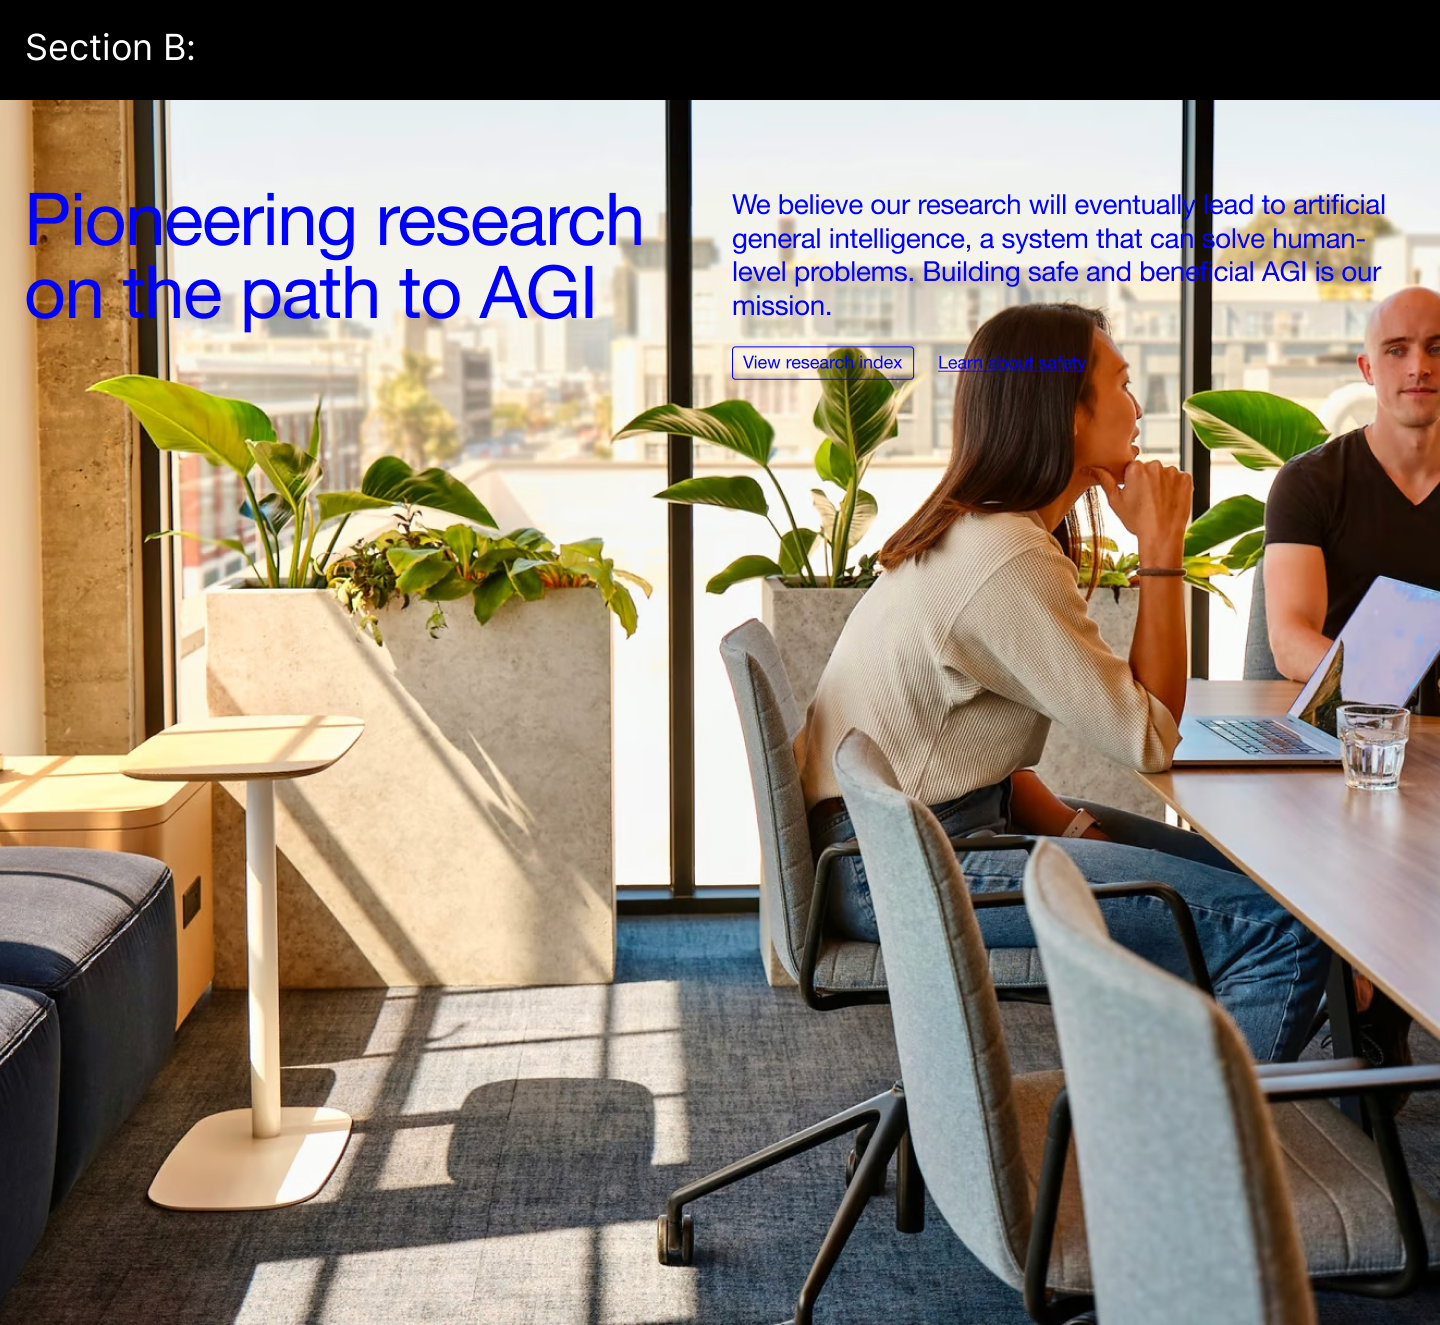 Section B:
Pioneering research
on the path to AGI
We believe our research will eventually lead to artificial
general intelligence, a system that can solve human-
level problems. Building safe and beneficial AGI is our
mission.
View research index
Learn about safety